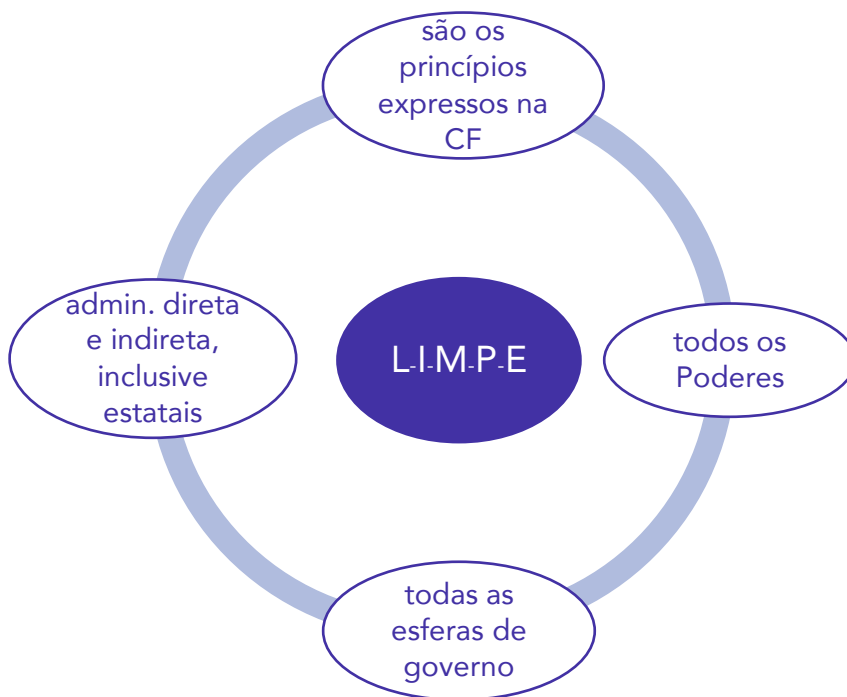 são os
princípios
expressos na
CF
admin. direta
e indireta,
inclusive
estatais
L-I-M-P-E
todos os
Poderes
todas as
esferas de
governo